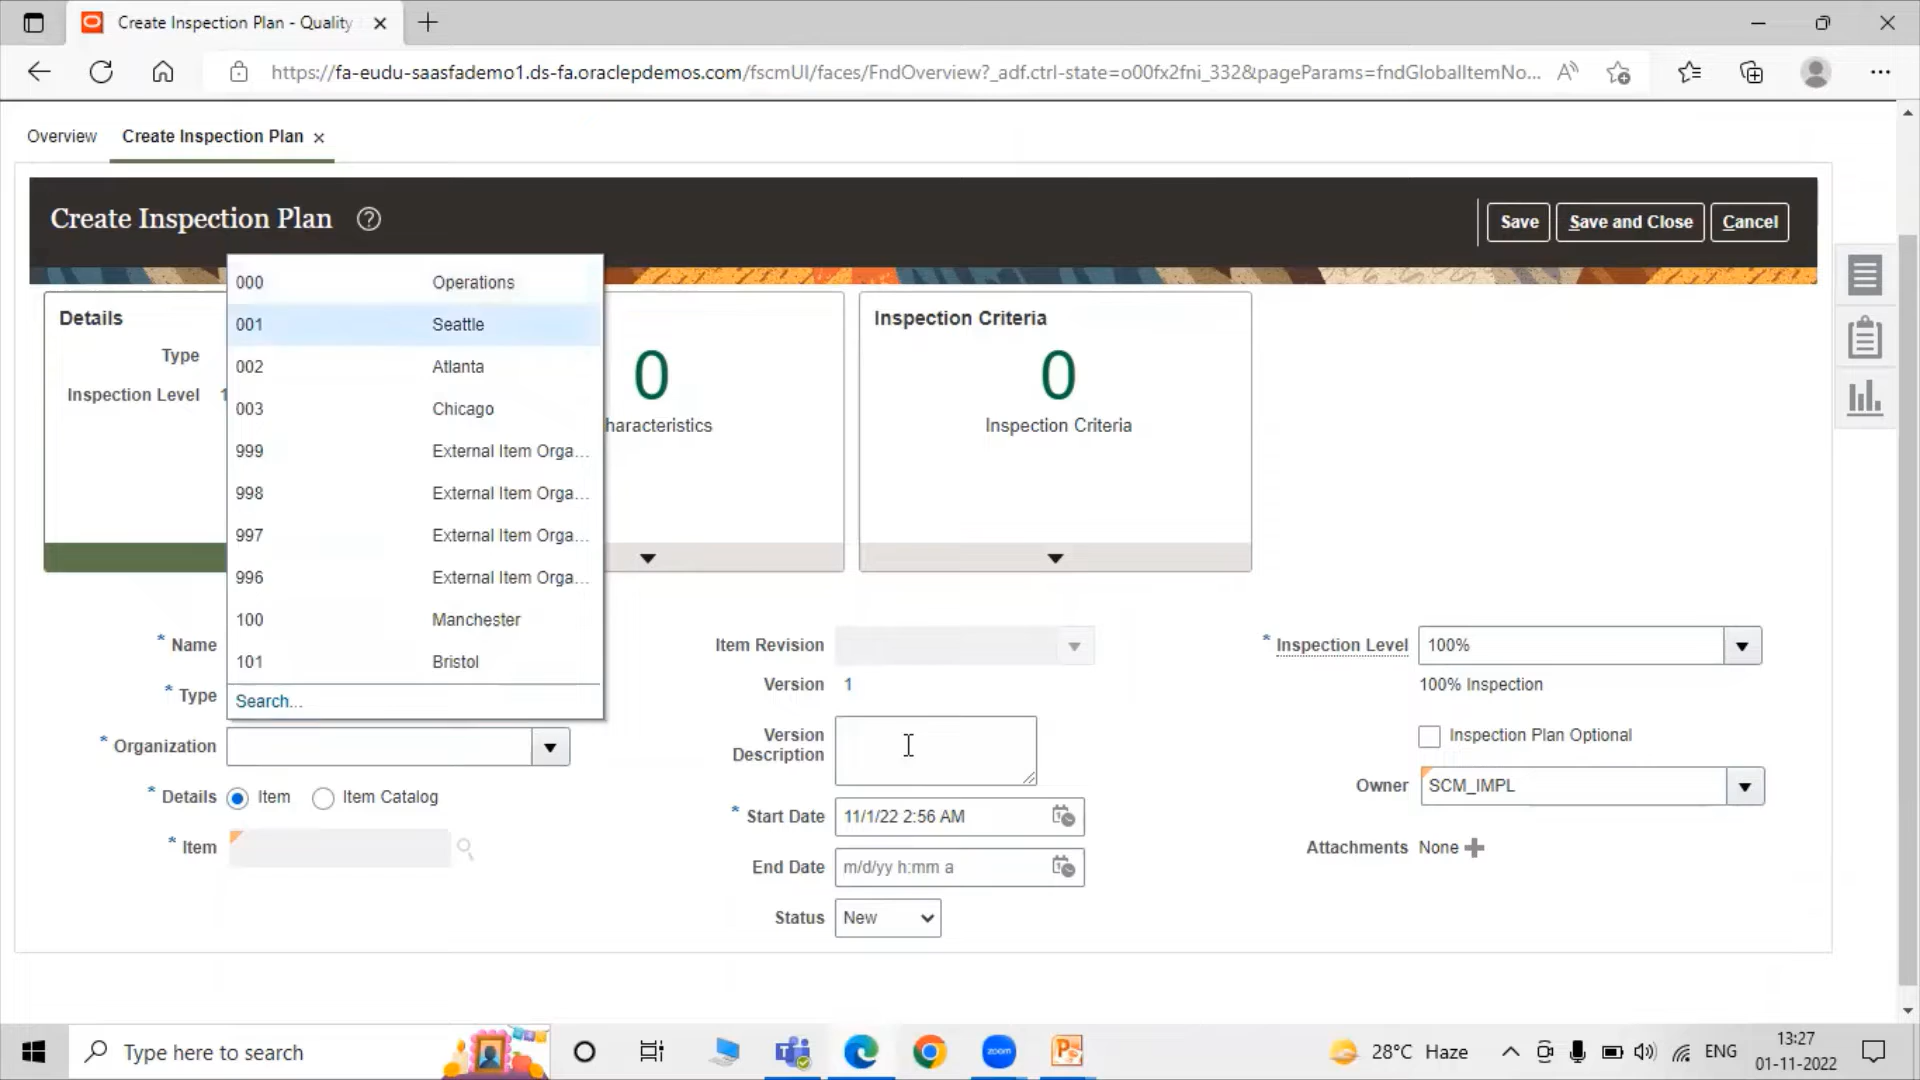 Create Inspection Plan - Quality
https://fa-eudu-saasfademo1.ds-fa.oraclepdemos.com/fscmUI/faces/FndOverview?_adf.ctrl-state=o00fx2fni_332&pageParams=fndGlobalItemNo...
Overview
Create Inspection Plan
Create Inspection Plan
Save
Save and Close
Cancel
000 Operations
001 Seattle
002 Atlanta
003 Chicago
999 External Item Orga...
998 External Item Orga...
997 External Item Orga...
996 External Item Orga...
100 Manchester
101 Bristol
Search...
Details
Type
Inspection Level 1
0
haracteristics
Inspection Criteria
0
Inspection Criteria
* Name
* Type
* Organization
* Details Item Item Catalog
* Item
Item Revision
Version 1
Version
Description
* Start Date 11/1/22 2:56 AM
End Date m/d/yy h:mm a
Status New
* Inspection Level 100%
100% Inspection
Inspection Plan Optional
Owner SCM_IMPL
Attachments None
Type here to search
zoom
28°C Haze
ENG
13:27
01-11-2022